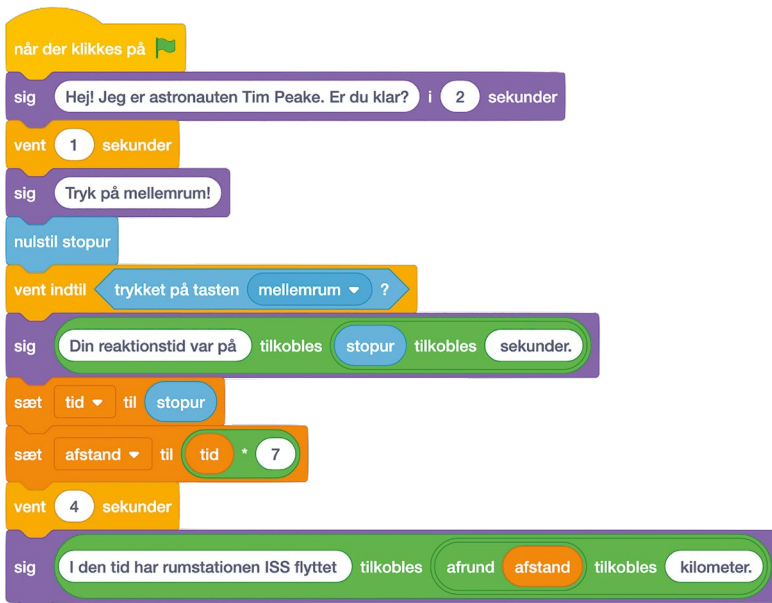 når der klikkes på
sig Hej! Jeg er astronauten Tim Peake. Er du klar? i 2 sekunder
vent 1 sekunder
sig Tryk på mellemrum!
nulstil stopur
vent indtil trykket på tasten mellemrum ?
sig Din reaktionstid var på tilkobles stopur tilkobles sekunder.
sæt tid til stopur
sæt afstand til tid * 7
vent 4 sekunder
sig I den tid har rumstationen ISS flyttet tilkobles afrund afstand tilkobles kilometer.